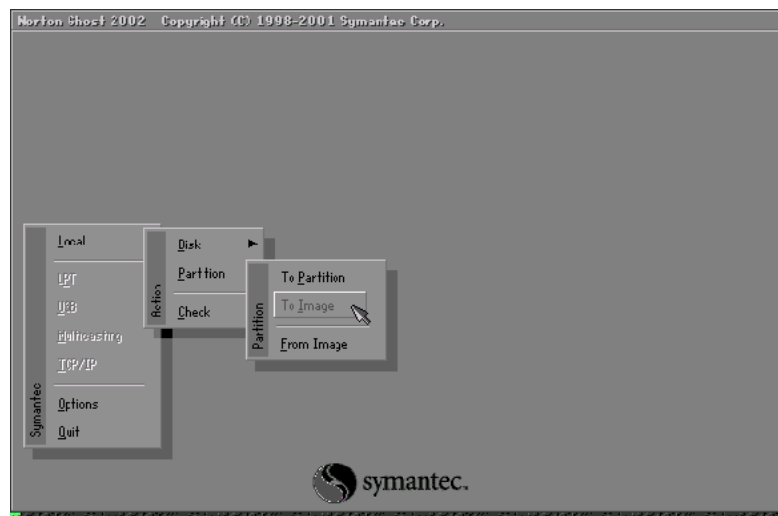 Norton Ghost 2002 Copyright (C) 1998-2001 Symantec Corp.
Local
LPT
USB
Multicasting
TCP/IP
Options
Quit
Symantec
Disk
Partition
Check
Action
To Partition
To Image
From Image
Partition
symantec.